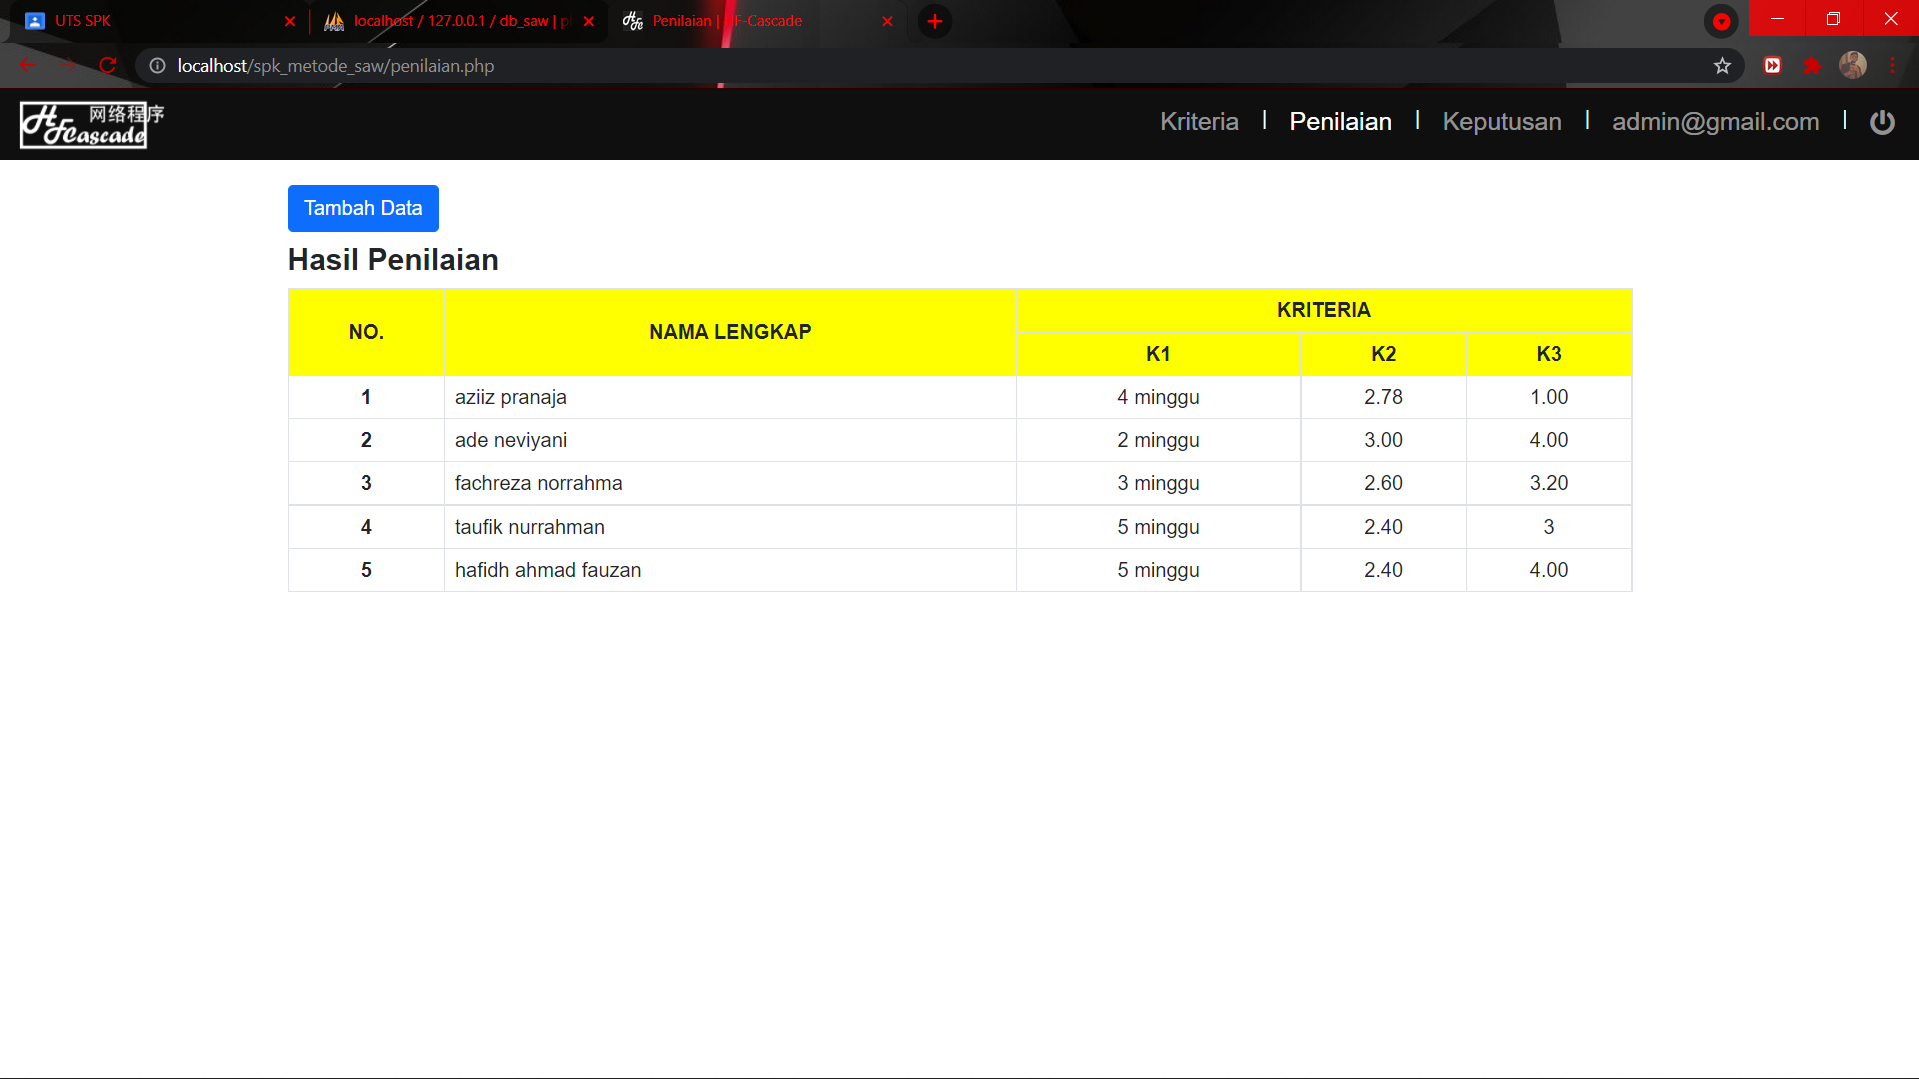 UTS SPK
localhost / 127.0.0.1 / db_saw | p
Penilaian | HF-Cascade
localhost/spk_metode_saw/penilaian.php
网络程序
HFCascade
Kriteria | Penilaian | Keputusan | admin@gmail.com |
Tambah Data
Hasil Penilaian
NO. NAMA LENGKAP KRITERIA
K1 K2 K3
1 aziiz pranaja 4 minggu 2.78 1.00
2 ade neviyani 2 minggu 3.00 4.00
3 fachreza norrahma 3 minggu 2.60 3.20
4 taufik nurrahman 5 minggu 2.40 3
5 hafidh ahmad fauzan 5 minggu 2.40 4.00